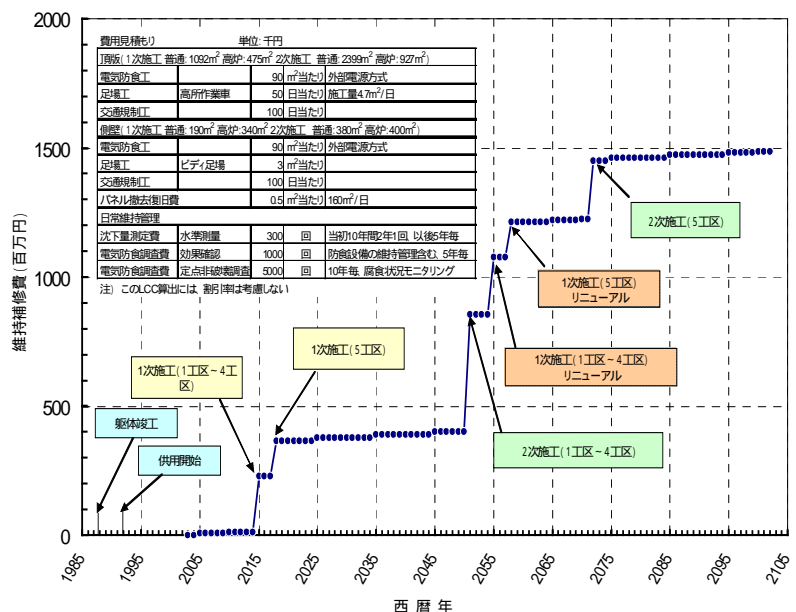 2000
1500
1000
500
0
維持補修費(百万円)
費用見積もり 単位:千円
頂版(1次施工 普通:1092m² 高炉:475m² 2次施工 普通:2399m² 高炉:927m²)
電気防食工 90 m²当たり 外部電源方式
足場工 高所作業車 50 日当たり 施工量4.7m²/日
交通規制工 100 日当たり
側壁(1次施工 普通:190m² 高炉:340m² 2次施工 普通:380m² 高炉:400m²)
電気防食工 90 m²当たり 外部電源方式
足場工 ビディ足場 3 m²当たり
交通規制工 100 日当たり
パネル撤去復旧費 0.5 m²当たり 160m²/日
日常維持管理
沈下量測定費 水準測量 300 回 当初10年間2年1回,以後5年毎
電気防食調査費 効果確認 1000 回 防食設備の維持管理含む,5年毎
電気防食調査費 定点非破壊調査 5000 回 10年毎,腐食状況モニタリング
注) このLCC算出には,割引率は考慮しない
2次施工(5工区)
1次施工(5工区)
リニューアル
1次施工(5工区)
1次施工(1工区~4工
区)
1次施工(1工区~4工区)
リニューアル
躯体竣工
供用開始
2次施工(1工区~4工区)
1985
1995
2005
2015
2025
2035
2045
2055
2065
2075
2085
2095
2105
西暦年